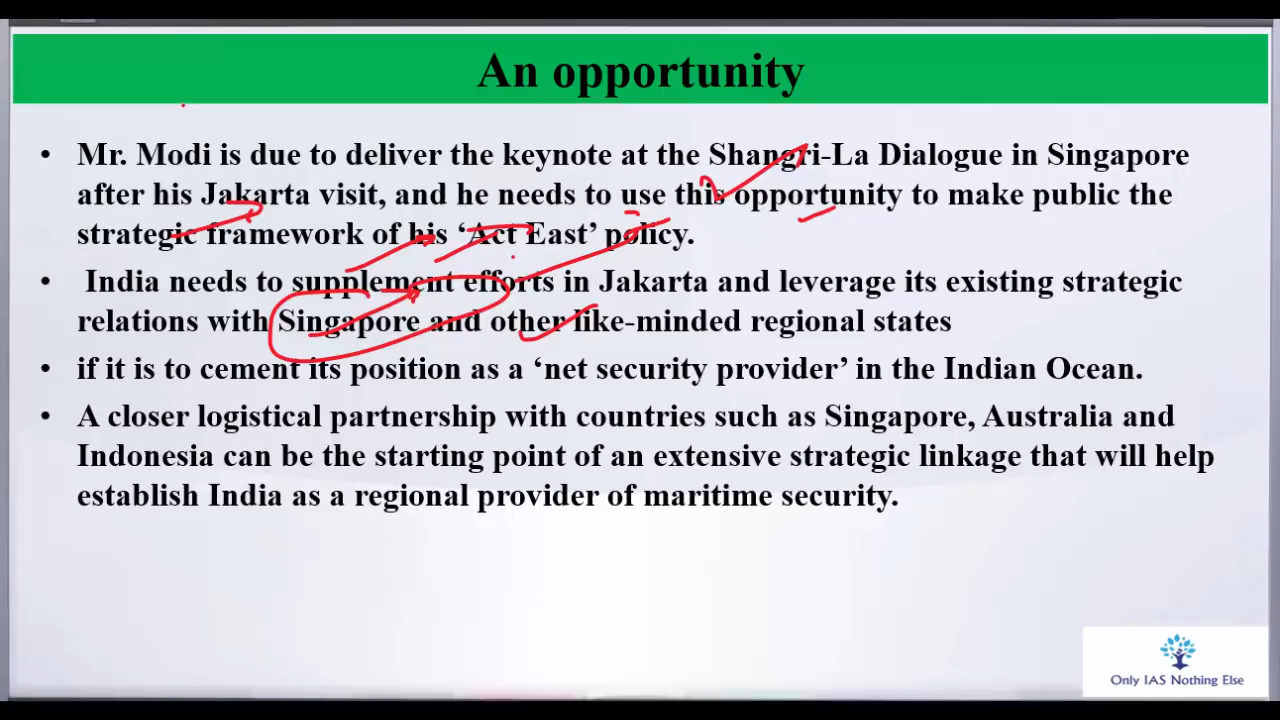 An opportunity
• Mr. Modi is due to deliver the keynote at the Shangri-La Dialogue in Singapore
after his Jakarta visit, and he needs to use this opportunity to make public the
strategic framework of his ‘Act East’ policy.
• India needs to supplement efforts in Jakarta and leverage its existing strategic
relations with Singapore and other like-minded regional states
• if it is to cement its position as a ‘net security provider’ in the Indian Ocean.
• A closer logistical partnership with countries such as Singapore, Australia and
Indonesia can be the starting point of an extensive strategic linkage that will help
establish India as a regional provider of maritime security.
Only IAS Nothing Else